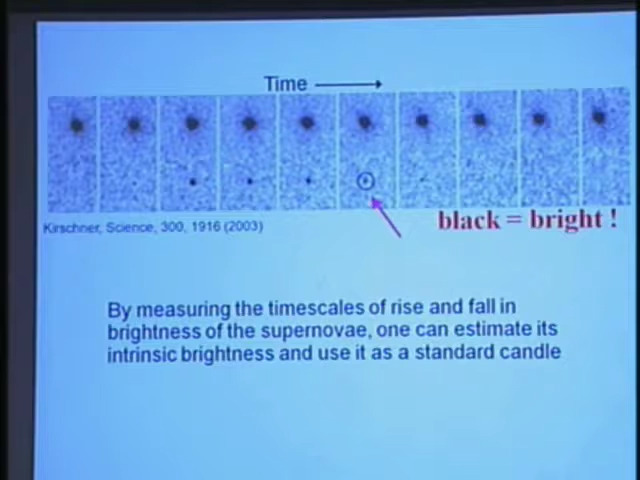 Time
Kirschner, Science, 300, 1916 (2003)
black = bright !
By measuring the timescales of rise and fall in
brightness of the supernovae, one can estimate its
intrinsic brightness and use it as a standard candle